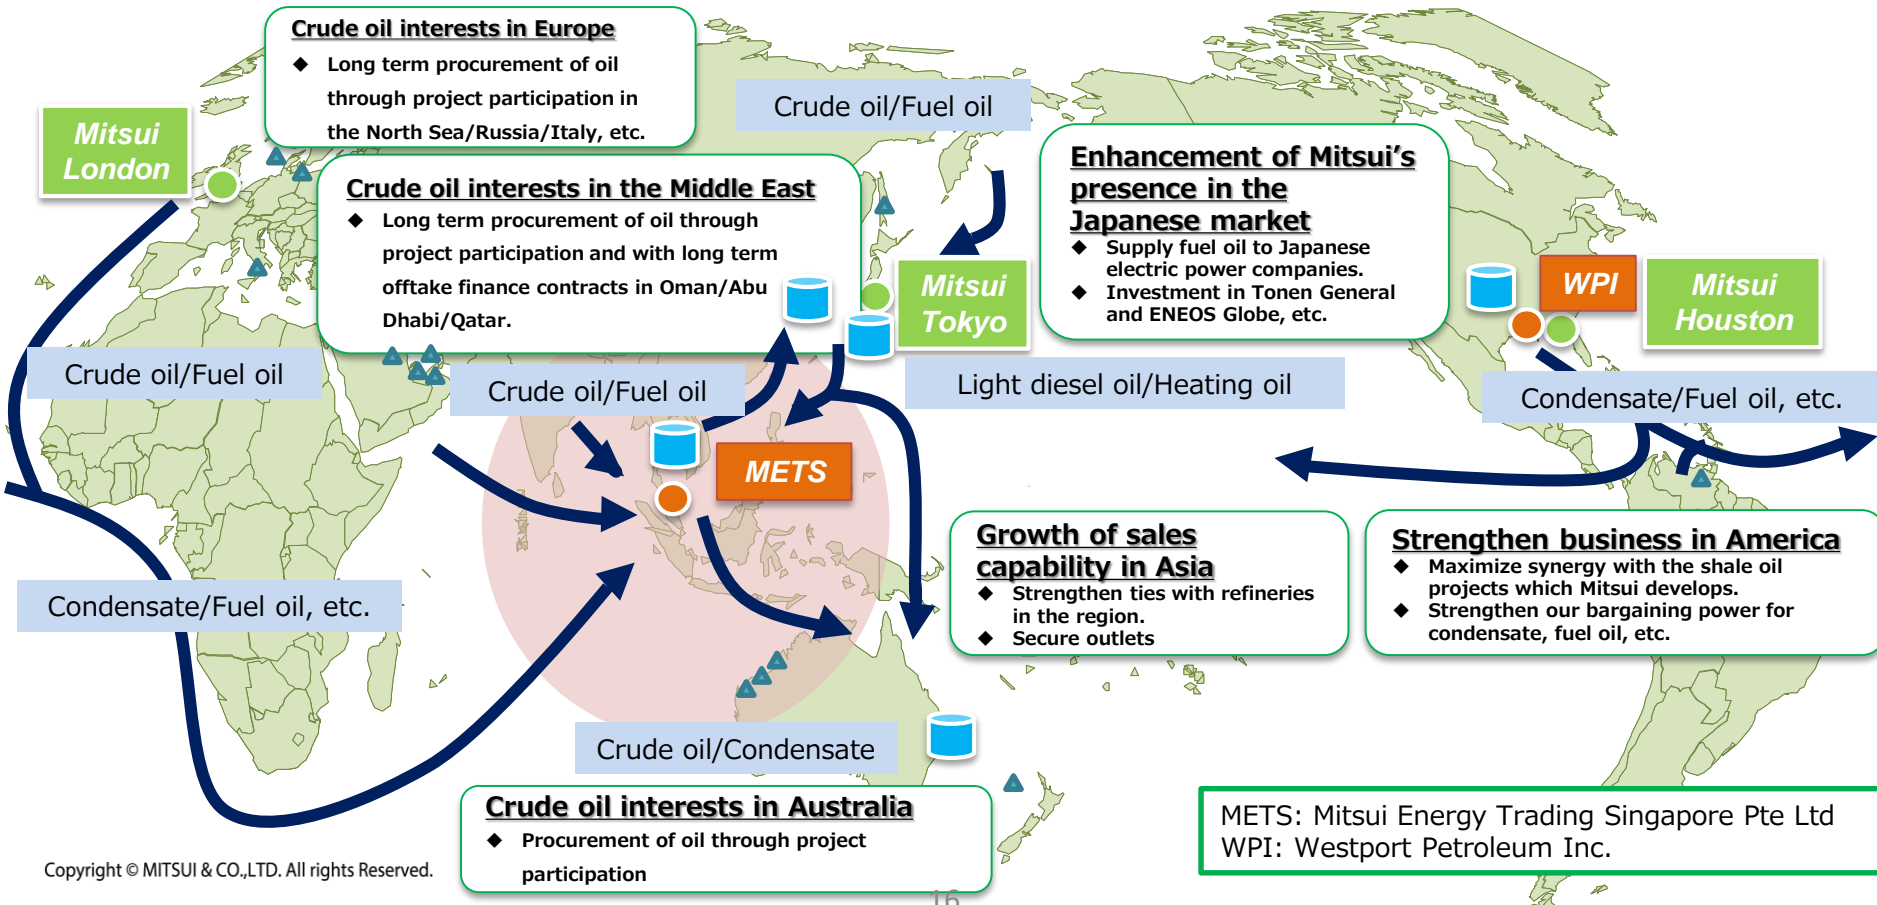 Crude oil interests in Europe
◆ Long term procurement of oil
through project participation in
the North Sea/Russia/Italy, etc.
Crude oil/Fuel oil
Mitsui
London
Crude oil interests in the Middle East
◆ Long term procurement of oil through
project participation and with long term
offtake finance contracts in Oman/Abu
Dhabi/Qatar.
Enhancement of Mitsui's
presence in the
Japanese market
◆ Supply fuel oil to Japanese
electric power companies.
◆ Investment in Tonen General
and ENEOS Globe, etc.
Mitsui
Tokyo
WPI
Mitsui
Houston
Crude oil/Fuel oil
Crude oil/Fuel oil
Light diesel oil/Heating oil
Condensate/Fuel oil, etc.
METS
Growth of sales
capability in Asia
◆ Strengthen ties with refineries
in the region.
◆ Secure outlets
Strengthen business in America
◆ Maximize synergy with the shale oil
projects which Mitsui develops.
◆ Strengthen our bargaining power for
condensate, fuel oil, etc.
Condensate/Fuel oil, etc.
Crude oil/Condensate
Crude oil interests in Australia
◆ Procurement of oil through project
participation
METS: Mitsui Energy Trading Singapore Pte Ltd
WPI: Westport Petroleum Inc.
Copyright © MITSUI & CO.,LTD. All rights Reserved.
16